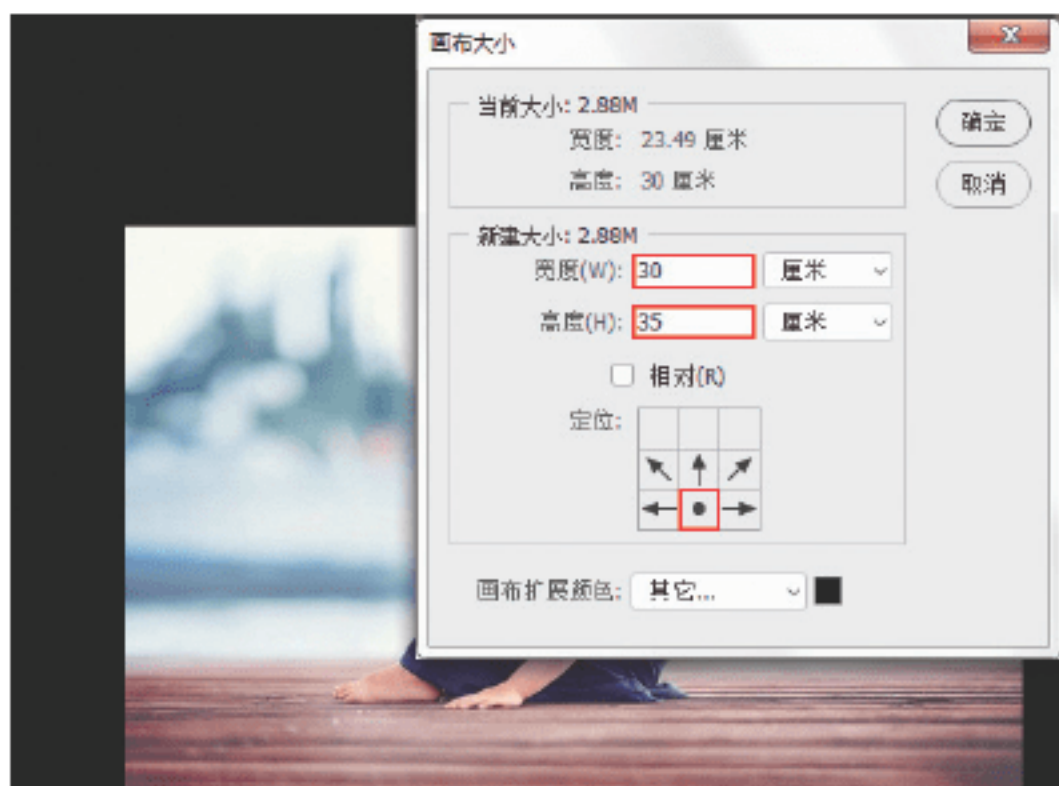 画布大小
当前大小: 2.88M
确定
宽度: 23.49 厘米
高度: 30 厘米
取消
新建大小: 2.88M
宽度(W): 30 厘米
高度(H): 35 厘米
相对(R)
定位:
画布扩展颜色: 其它...